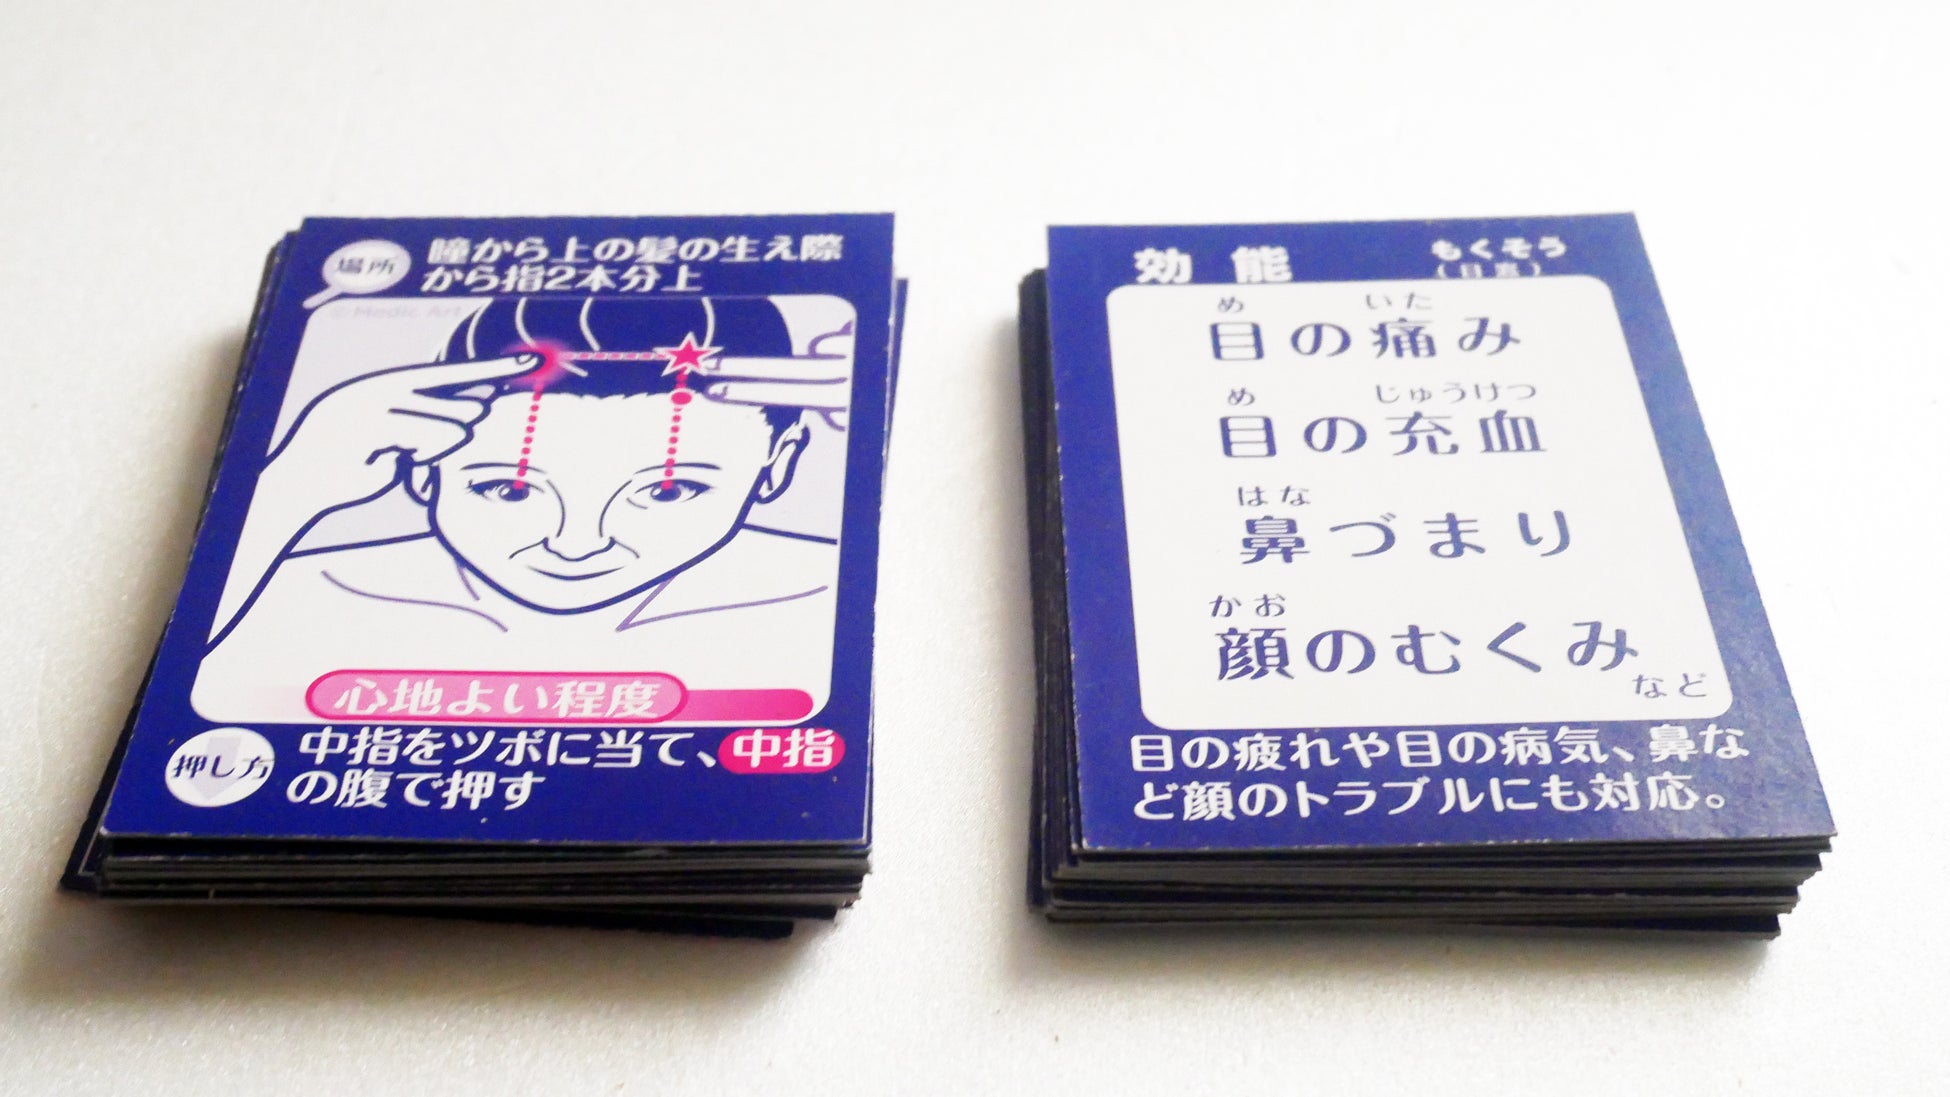 場所
瞳から上の髪の生え際
から指2本分上
© Medic Art
心地よい程度
押し方
中指をツボに当て、中指
の腹で押す
効能
もくそう
(目窓)
め いた
目の痛み
め じゅうけつ
目の充血
はな
鼻づまり
かお
顔のむくみ
など
目の疲れや目の病気、鼻な
ど顔のトラブルにも対応。